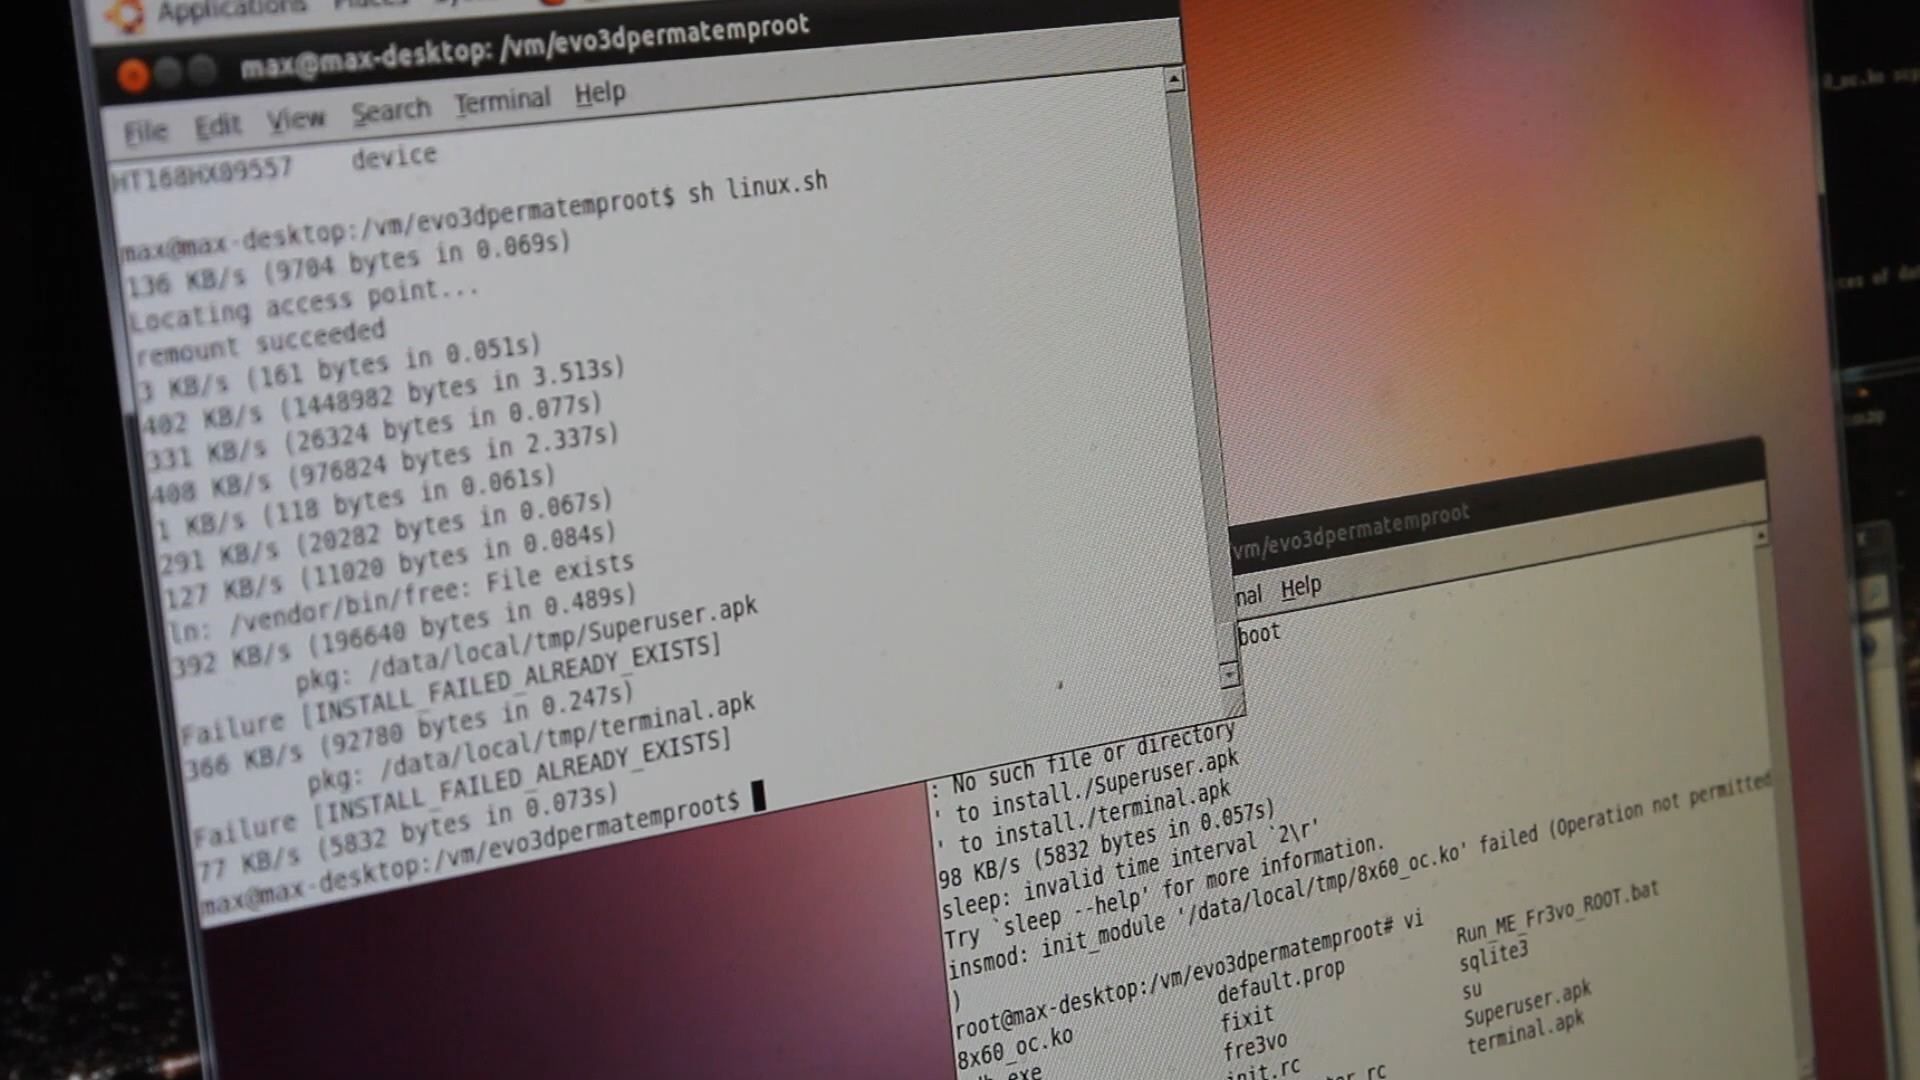 Applications
max@max-desktop: /vm/evo3dpermatemproot
File Edit View Search Terminal Help
HT168HX09557 device
max@max-desktop:/vm/evo3dpermatemproot$ sh linux.sh
136 KB/s (9704 bytes in 0.069s)
Locating access point...
remount succeeded
3 KB/s (161 bytes in 0.051s)
402 KB/s (1448982 bytes in 3.513s)
331 KB/s (26324 bytes in 0.077s)
408 KB/s (976824 bytes in 2.337s)
1 KB/s (118 bytes in 0.061s)
291 KB/s (20282 bytes in 0.067s)
127 KB/s (11020 bytes in 0.084s)
ln: /vendor/bin/free: File exists
392 KB/s (196640 bytes in 0.489s)
pkg: /data/local/tmp/Superuser.apk
Failure [INSTALL_FAILED_ALREADY_EXISTS]
366 KB/s (92780 bytes in 0.247s)
pkg: /data/local/tmp/terminal.apk
Failure [INSTALL_FAILED_ALREADY_EXISTS]
77 KB/s (5832 bytes in 0.073s)
max@max-desktop:/vm/evo3dpermatemproot$
vm/evo3dpermatemproot
nal Help
boot
: No such file or directory
' to install./Superuser.apk
' to install./terminal.apk
98 KB/s (5832 bytes in 0.057s)
sleep: invalid time interval `2\r'
Try `sleep --help' for more information.
insmod: init_module '/data/local/tmp/8x60_oc.ko' failed (Operation not permitted
)
root@max-desktop:/vm/evo3dpermatemproot# vi
8x60_oc.ko default.prop Run_ME_Fr3vo_ROOT.bat
fixit sqlite3
fre3vo su
init.rc Superuser.apk
terminal.apk